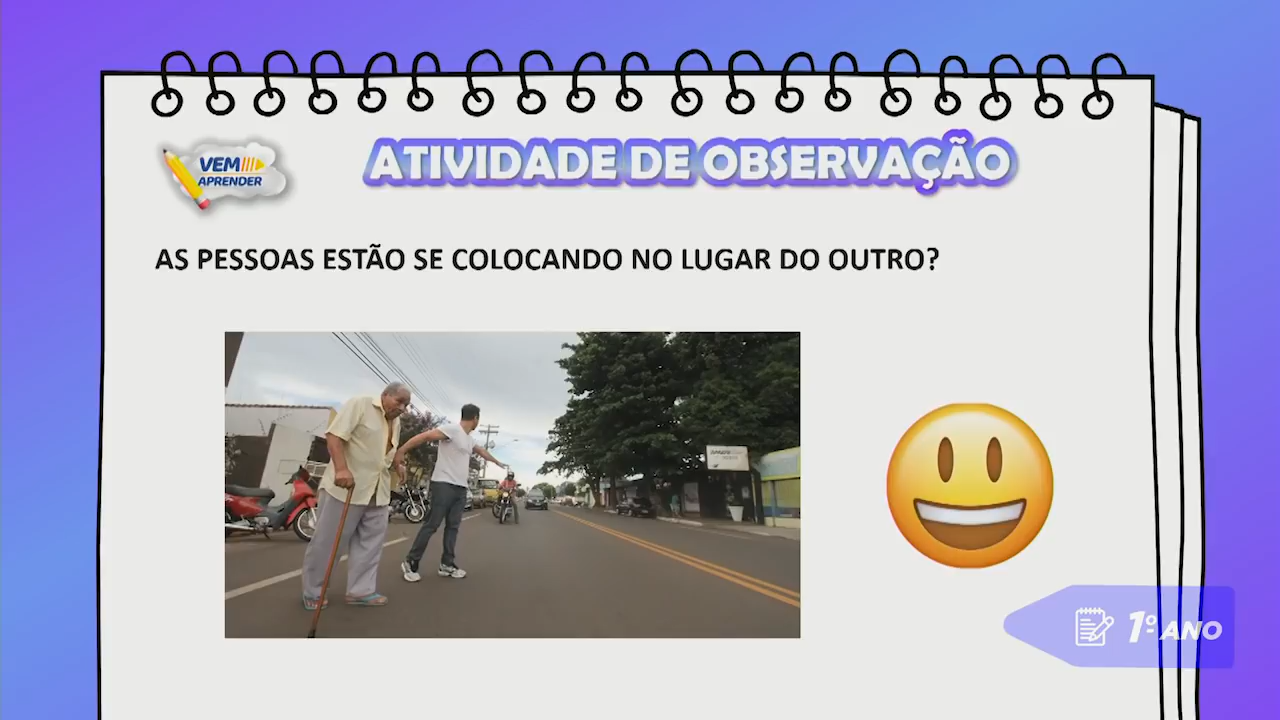 VEM
APRENDER
ATIVIDADE DE OBSERVAÇÃO
AS PESSOAS ESTÃO SE COLOCANDO NO LUGAR DO OUTRO?
1º ANO